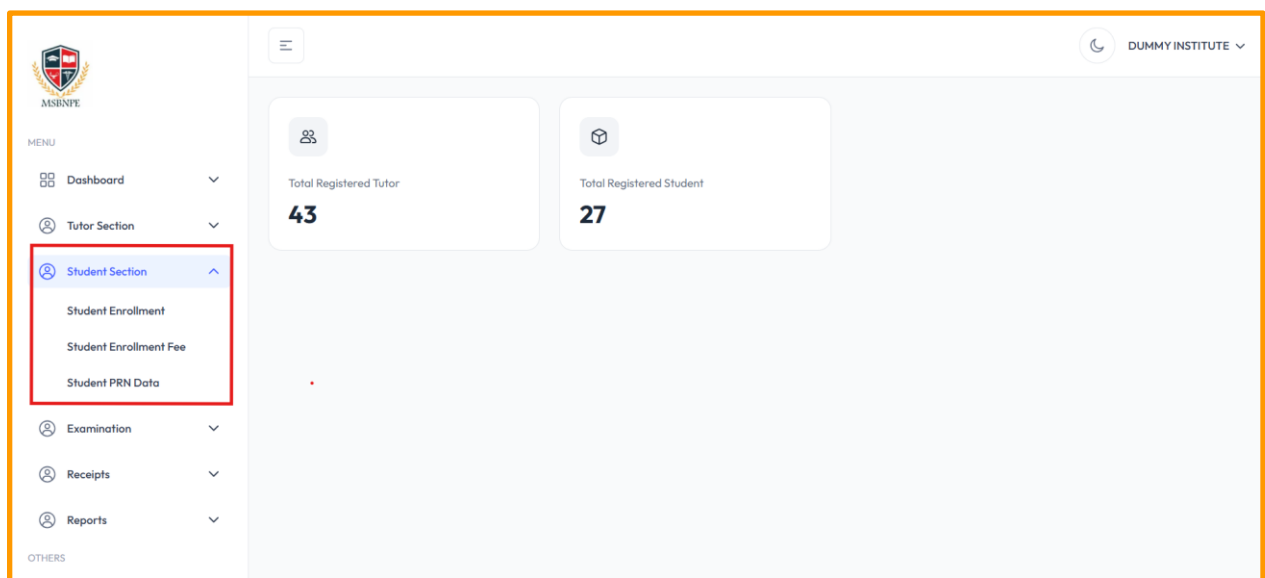 MSBNPE
DUMMY INSTITUTE
MENU
Dashboard
Tutor Section
Student Section
Student Enrollment
Student Enrollment Fee
Student PRN Data
Examination
Receipts
Reports
OTHERS
Total Registered Tutor
43
Total Registered Student
27